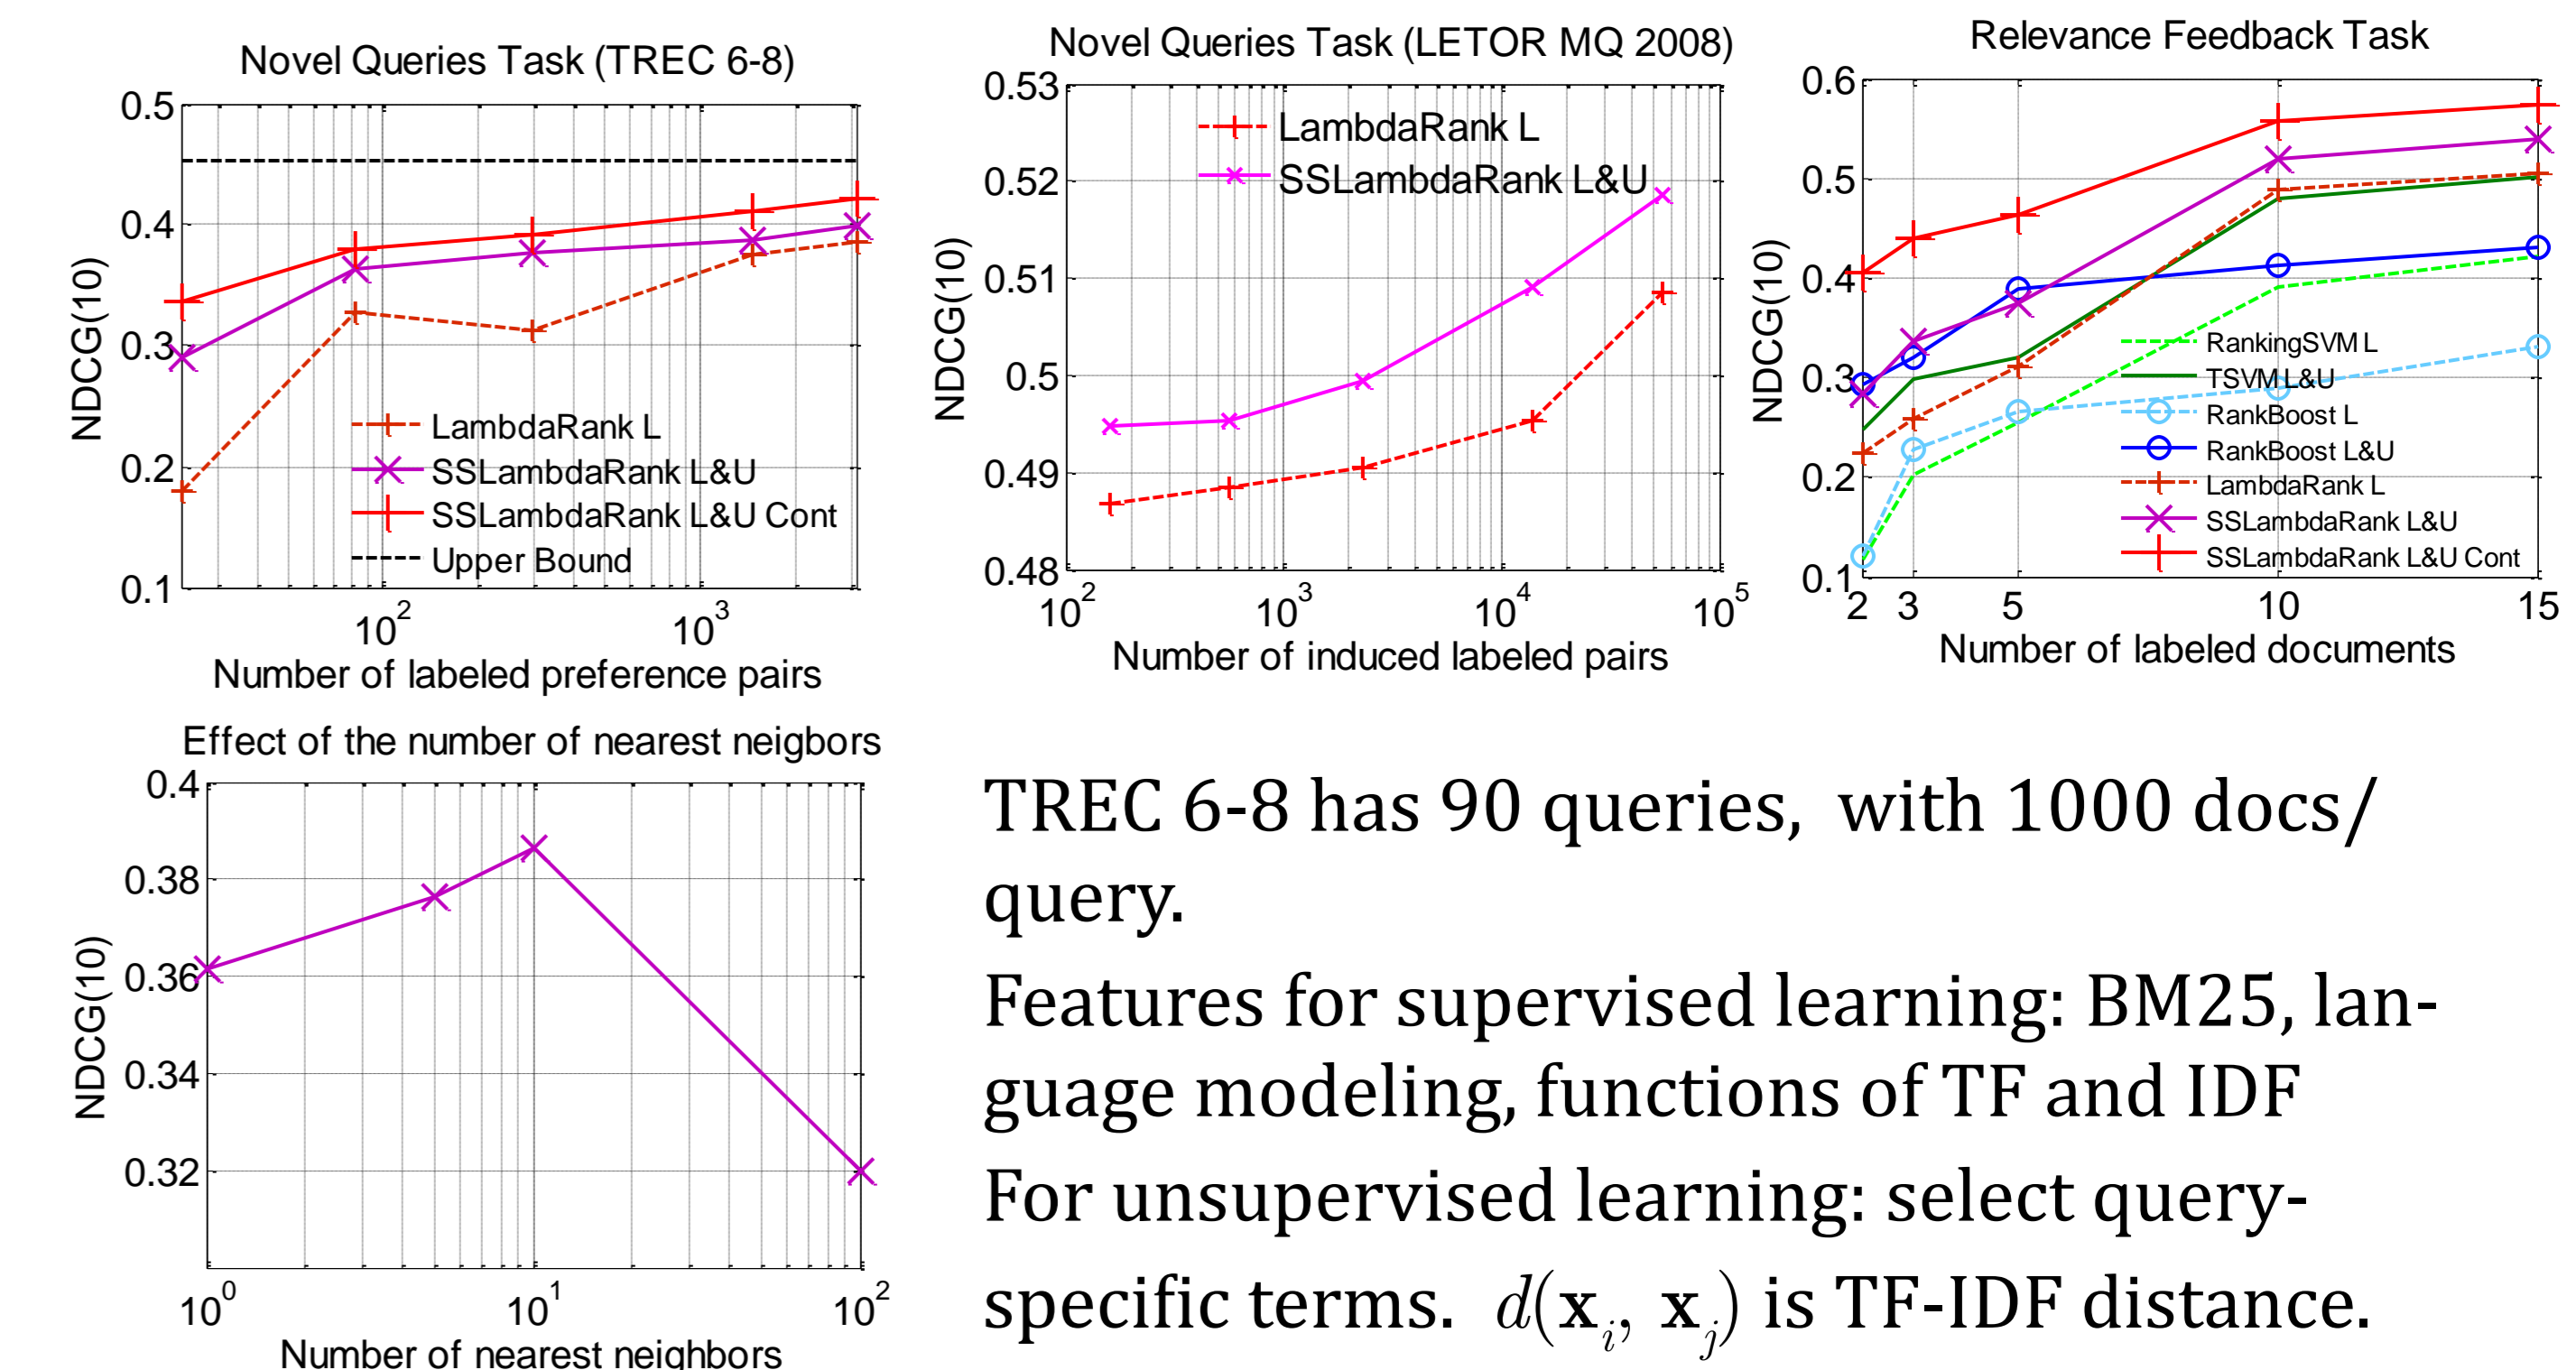 Novel Queries Task (TREC 6-8)
0.5
0.4
0.3
0.2
0.1
NDCG(10)
LambdaRank L
SSLambdaRank L&U
SSLambdaRank L&U Cont
Upper Bound
10^2
10^3
Number of labeled preference pairs
Novel Queries Task (LETOR MQ 2008)
0.53
0.52
0.51
0.5
0.49
0.48
NDCG(10)
LambdaRank L
SSLambdaRank L&U
10^2
10^3
10^4
10^5
Number of induced labeled pairs
Relevance Feedback Task
0.6
0.5
0.4
0.3
0.2
0.1
NDCG(10)
RankingSVM L
TSVM L&U
RankBoost L
RankBoost L&U
LambdaRank L
SSLambdaRank L&U
SSLambdaRank L&U Cont
2 3 5 10 15
Number of labeled documents
Effect of the number of nearest neigbors
0.4
0.38
0.36
0.34
0.32
NDCG(10)
10^0
10^1
10^2
Number of nearest neighbors
TREC 6-8 has 90 queries, with 1000 docs/
query.
Features for supervised learning: BM25, lan-
guage modeling, functions of TF and IDF
For unsupervised learning: select query-
specific terms. d(x_i, x_j) is TF-IDF distance.